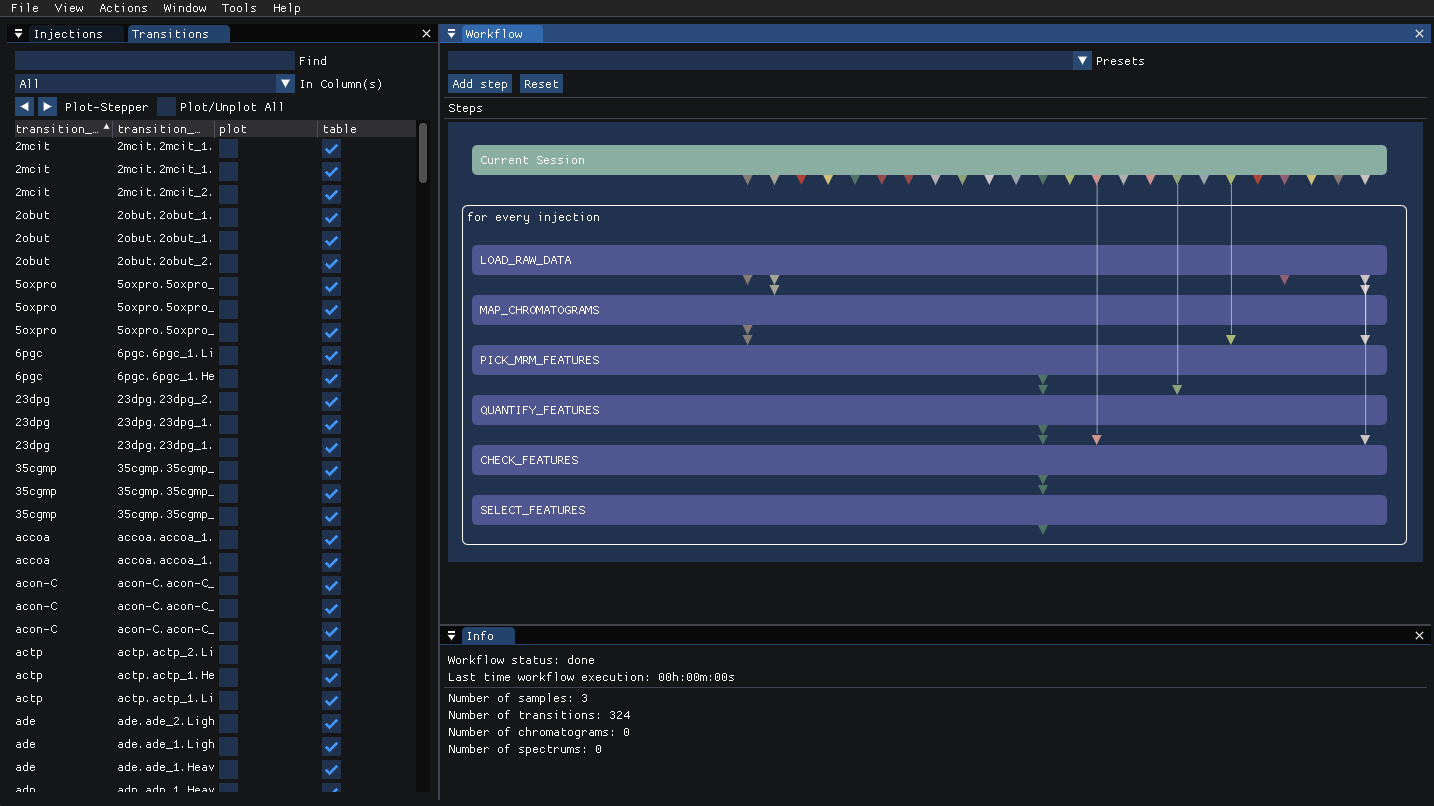 File View Actions Window Tools Help
Injections Transitions
Find
All In Column(s)
Plot-Stepper Plot/Unplot All
transition_… transition_… plot table
2mcit 2mcit.2mcit_1.
2mcit 2mcit.2mcit_1.
2mcit 2mcit.2mcit_2.
2obut 2obut.2obut_1.
2obut 2obut.2obut_1.
2obut 2obut.2obut_2.
5oxpro 5oxpro.5oxpro_
5oxpro 5oxpro.5oxpro_
5oxpro 5oxpro.5oxpro_
6pgc 6pgc.6pgc_1.Li
6pgc 6pgc.6pgc_1.He
23dpg 23dpg.23dpg_2.
23dpg 23dpg.23dpg_1.
23dpg 23dpg.23dpg_1.
35cgmp 35cgmp.35cgmp_
35cgmp 35cgmp.35cgmp_
35cgmp 35cgmp.35cgmp_
accoa accoa.accoa_1.
accoa accoa.accoa_1.
acon-C acon-C.acon-C_
acon-C acon-C.acon-C_
acon-C acon-C.acon-C_
actp actp.actp_2.Li
actp actp.actp_1.He
actp actp.actp_1.Li
ade ade.ade_2.Ligh
ade ade.ade_1.Ligh
ade ade.ade_1.Heav
adp adp.adp_1.Heav
Workflow
Presets
Add step Reset
Steps
Current Session
for every injection
LOAD_RAW_DATA
MAP_CHROMATOGRAMS
PICK_MRM_FEATURES
QUANTIFY_FEATURES
CHECK_FEATURES
SELECT_FEATURES
Info
Workflow status: done
Last time workflow execution: 00h:00m:00s
Number of samples: 3
Number of transitions: 324
Number of chromatograms: 0
Number of spectrums: 0